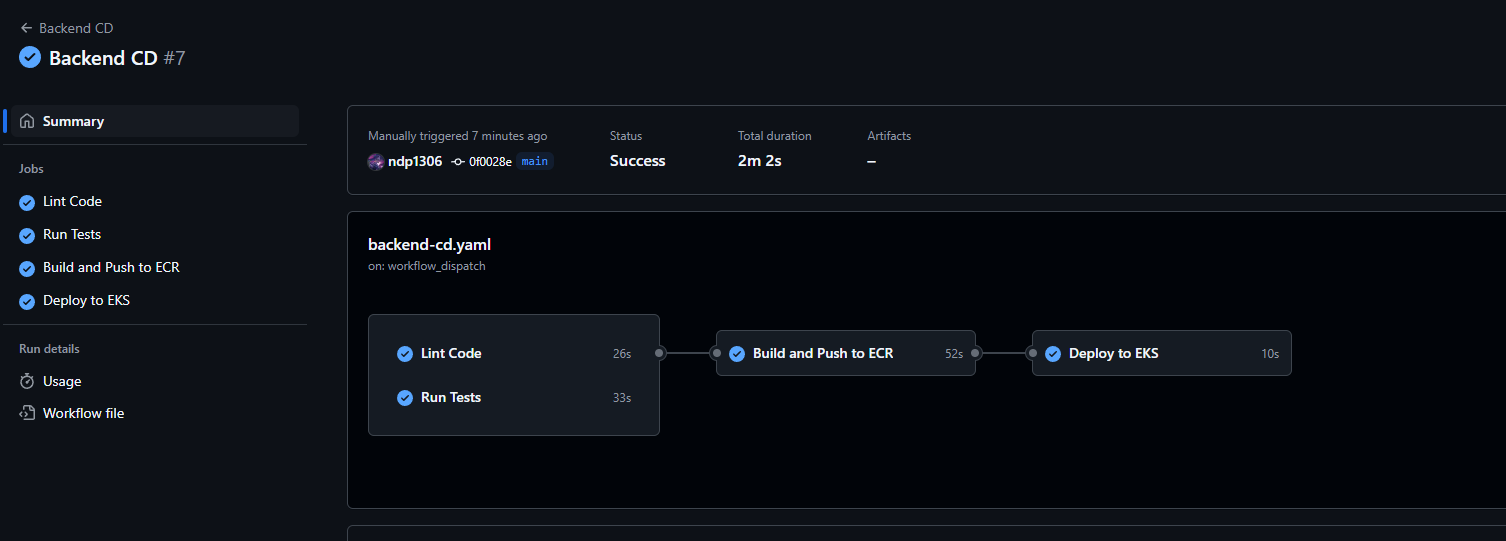 Backend CD
Backend CD #7
Summary
Jobs
Lint Code
Run Tests
Build and Push to ECR
Deploy to EKS
Run details
Usage
Workflow file
Manually triggered 7 minutes ago
ndp1306 0f0028e main
Status
Success
Total duration
2m 2s
Artifacts
–
backend-cd.yaml
on: workflow_dispatch
Lint Code 26s
Run Tests 33s
Build and Push to ECR 52s
Deploy to EKS 10s